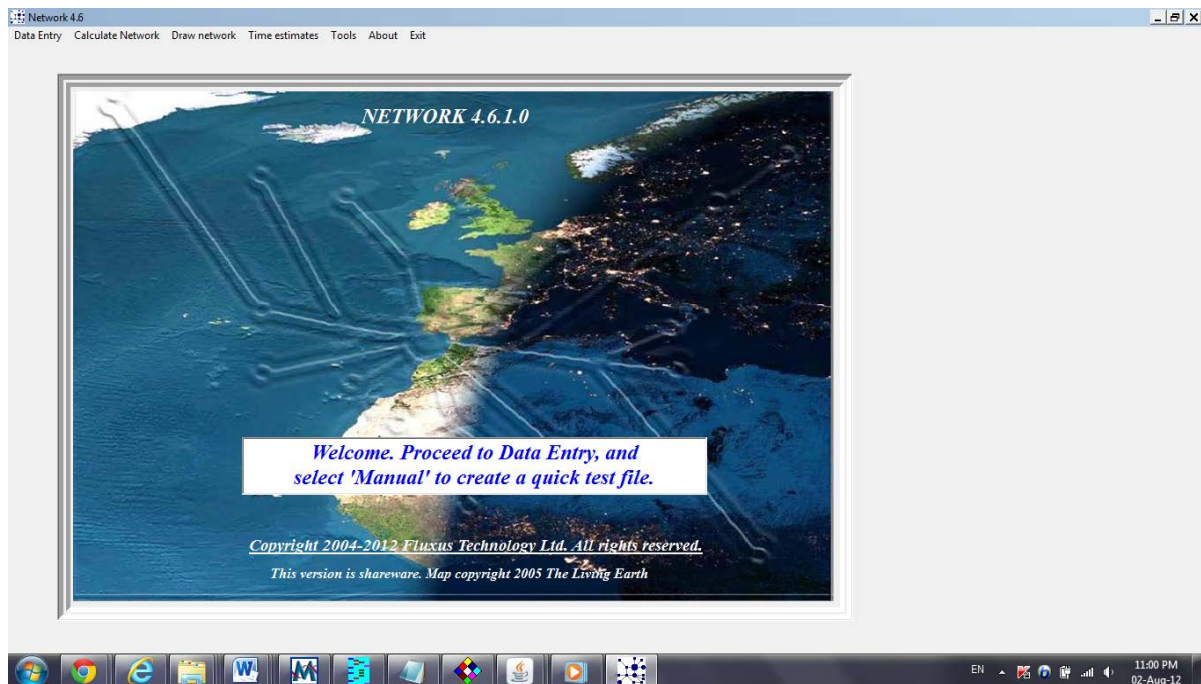 Network 4.6
Data Entry Calculate Network Draw network Time estimates Tools About Exit
NETWORK 4.6.1.0
Welcome. Proceed to Data Entry, and
select 'Manual' to create a quick test file.
Copyright 2004-2012 Fluxus Technology Ltd. All rights reserved.
This version is shareware. Map copyright 2005 The Living Earth
EN
11:00 PM
02-Aug-12